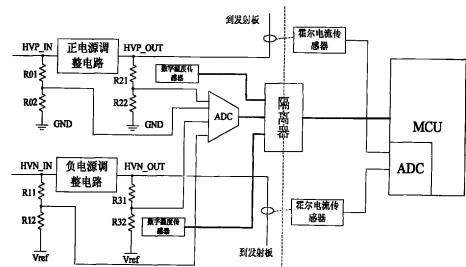 到发射板
HVP_IN
正电源调
整电路
HVP_OUT
霍尔电流传
感器
R01
R21
数字温度传
感器
R02
R22
GND
GND
ADC
隔
离
器
MCU
ADC
HVN_IN
负电源调
整电路
HVN_OUT
R11
R31
R12
R32
数字温度传
感器
霍尔电流传
感器
Vref
Vref
到发射板